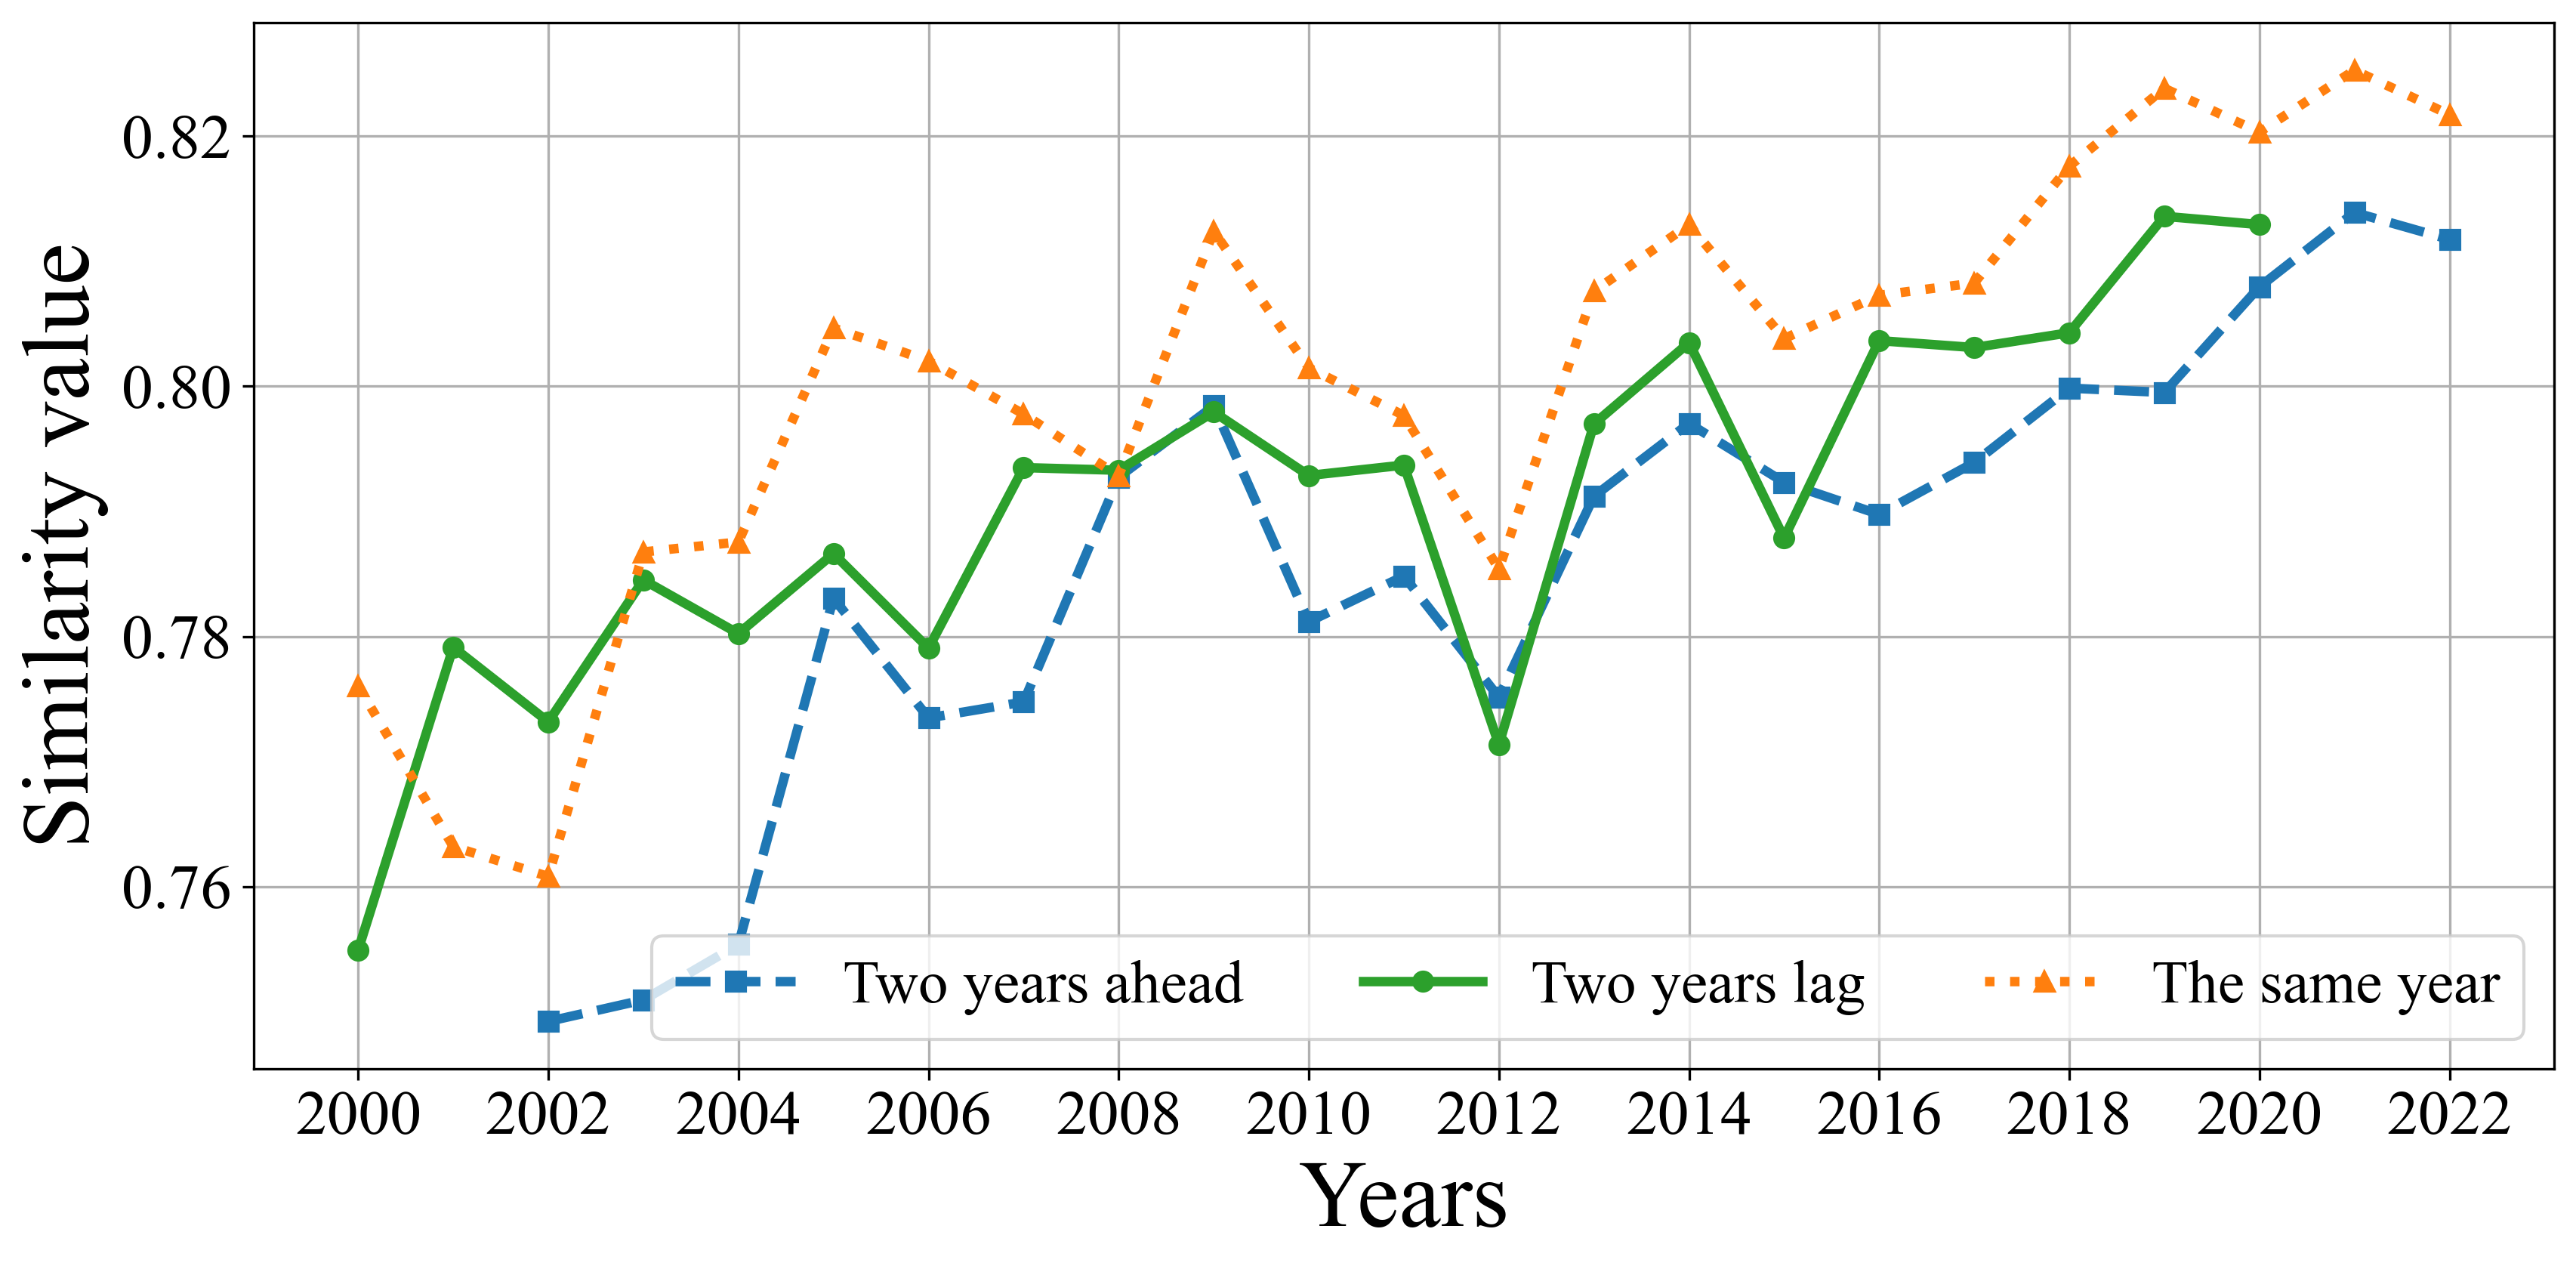 Similarity value
0.82
0.80
0.78
0.76
Two years ahead
Two years lag
The same year
2000 2002 2004 2006 2008 2010 2012 2014 2016 2018 2020 2022
Years